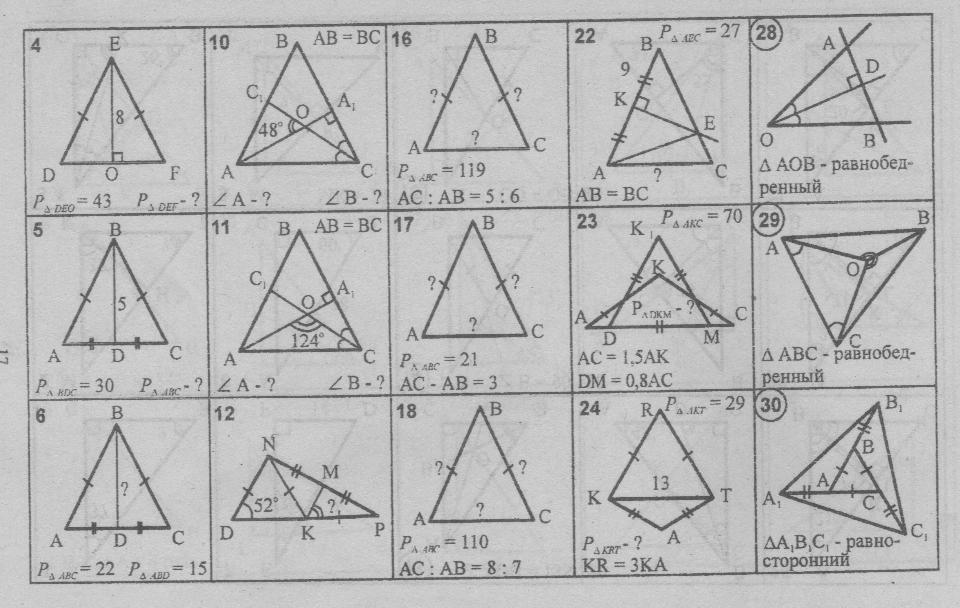 4
E
8
D O F
P△ DEO = 43 P△ DEF - ?
10
AB = BC
B
C₁ A₁
O
48°
A C
∠ A - ? ∠ B - ?
16
B
? ?
?
A C
P△ ABC = 119
AC : AB = 5 : 6
22
P△ ABC = 27
B
9
K
E
A ? C
AB = BC
28
A
D
O B
△ AOB - равнобед-
ренный
5
B
5
A D C
P△ BDC = 30 P△ ABC - ?
11
AB = BC
B
C₁ A₁
O
124°
A C
∠ A - ? ∠ B - ?
17
B
? ?
?
A C
P△ ABC = 21
AC - AB = 3
23
P△ AKC = 70
K₁
K
P△ DKM - ?
A D M C
AC = 1,5AK
DM = 0,8AC
29
B
A
O
C
△ ABC - равнобед-
ренный
6
B
?
A D C
P△ ABC = 22 P△ ABD = 15
12
N
M
52° ?
D K P
18
B
? ?
?
A C
P△ ABC = 110
AC : AB = 8 : 7
24
P△ AKT = 29
R
13
K T
A
P△ KRT - ?
KR = 3KA
30
B₁
B
A
A₁ C
C₁
ΔA₁B₁C₁ - равно-
сторонний
17